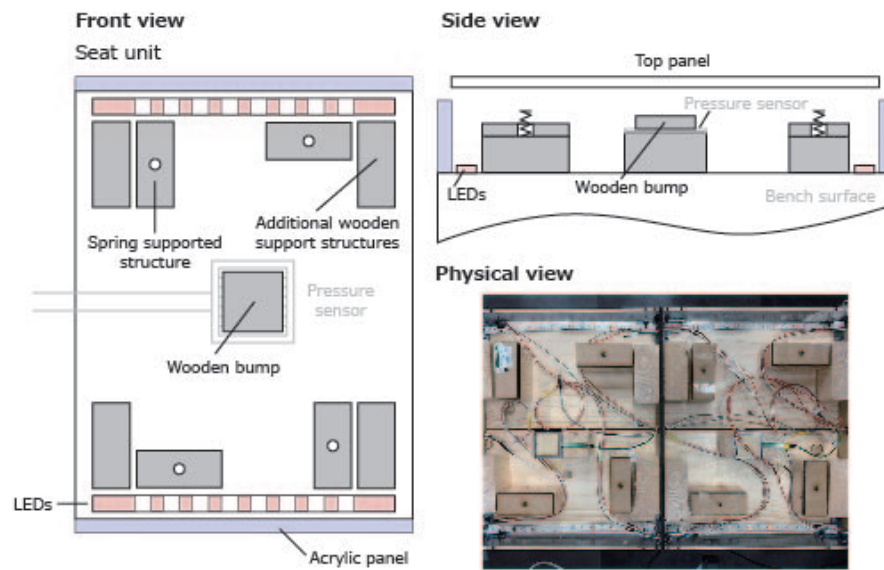 Front view
Seat unit
Spring supported
structure
Additional wooden
support structures
Pressure
sensor
Wooden bump
LEDs
Acrylic panel
Side view
Top panel
Pressure sensor
LEDs
Wooden bump
Bench surface
Physical view